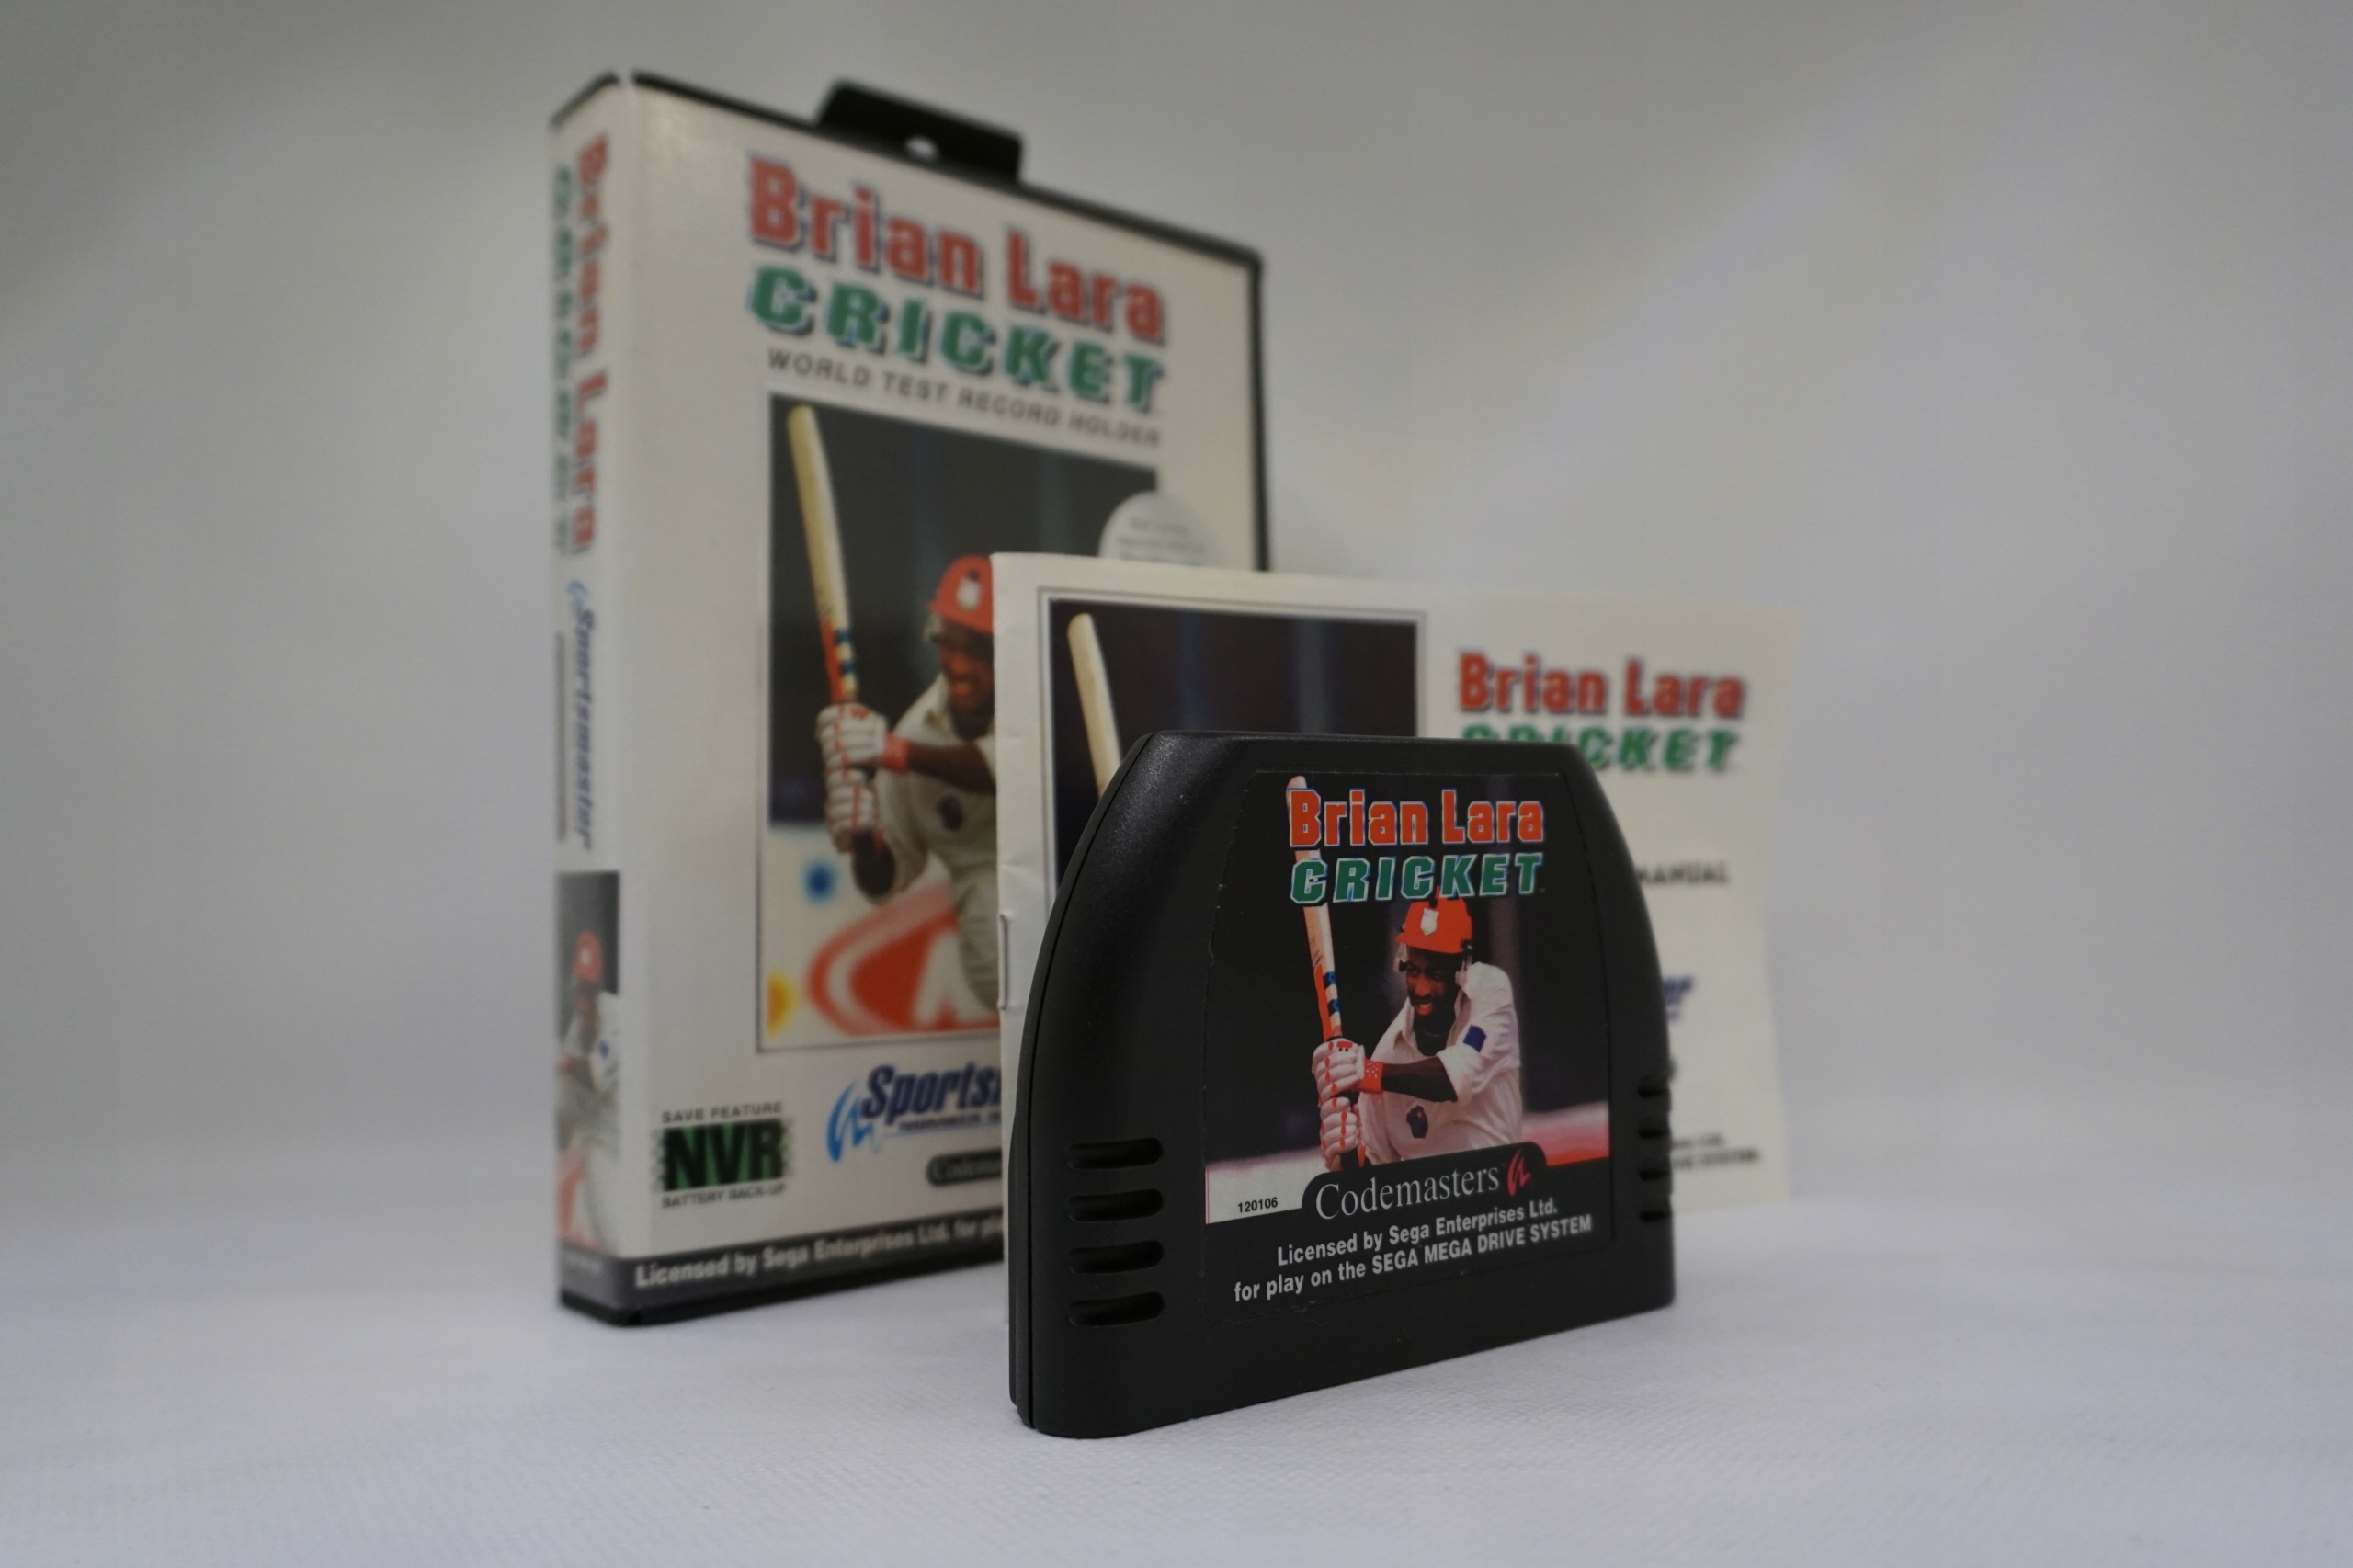 Brian Lara
CRICKET
Sportsmaster
Brian Lara
CRICKET
WORLD TEST RECORD HOLDER
SAVE FEATURE
NVR
BATTERY BACK-UP
Licensed by Sega Enterprises Ltd. for
Brian Lara
CRICKET
MANUAL
Brian Lara
CRICKET
120106
Codemasters
Licensed by Sega Enterprises Ltd.
for play on the SEGA MEGA DRIVE SYSTEM